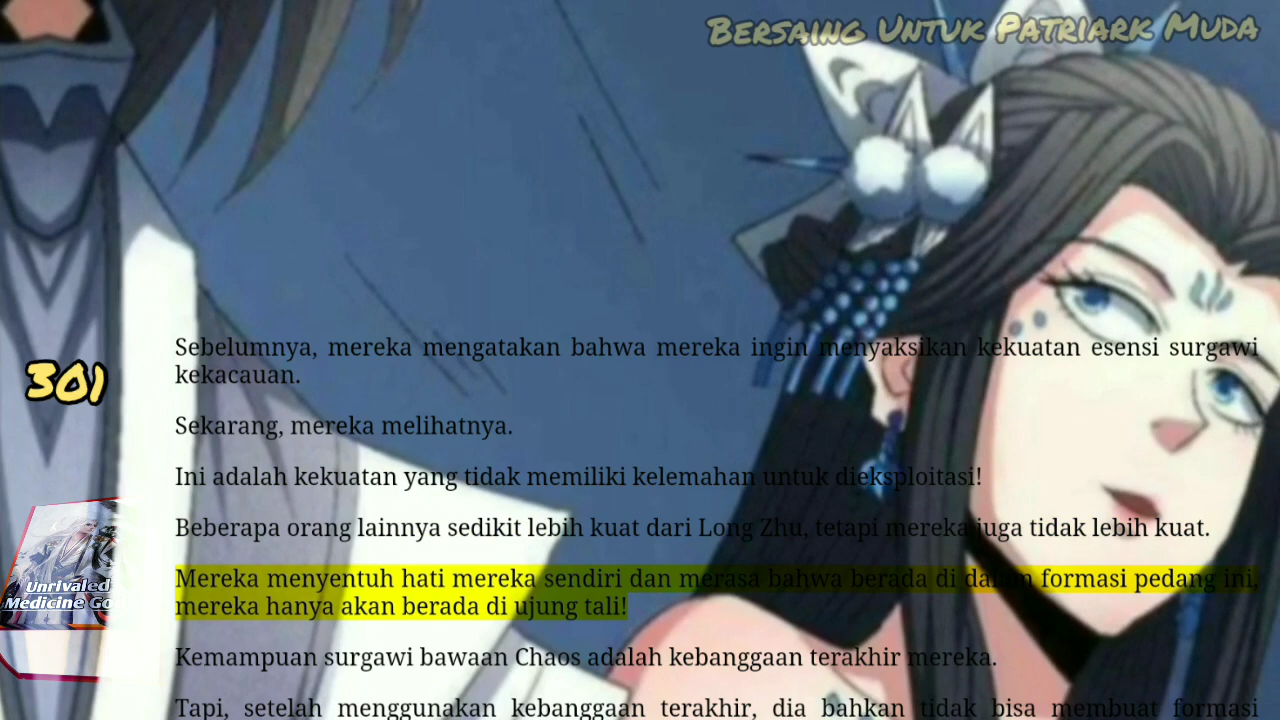 Bersaing Untuk Patriark Muda
301
Sebelumnya, mereka mengatakan bahwa mereka ingin menyaksikan kekuatan esensi surgawi
kekacauan.
Sekarang, mereka melihatnya.
Ini adalah kekuatan yang tidak memiliki kelemahan untuk dieksploitasi!
Beberapa orang lainnya sedikit lebih kuat dari Long Zhu, tetapi mereka juga tidak lebih kuat.
Mereka menyentuh hati mereka sendiri dan merasa bahwa berada di dalam formasi pedang ini,
mereka hanya akan berada di ujung tali!
Kemampuan surgawi bawaan Chaos adalah kebanggaan terakhir mereka.
Tapi, setelah menggunakan kebanggaan terakhir, dia bahkan tidak bisa membuat formasi
Unrivaled
Medicine Go